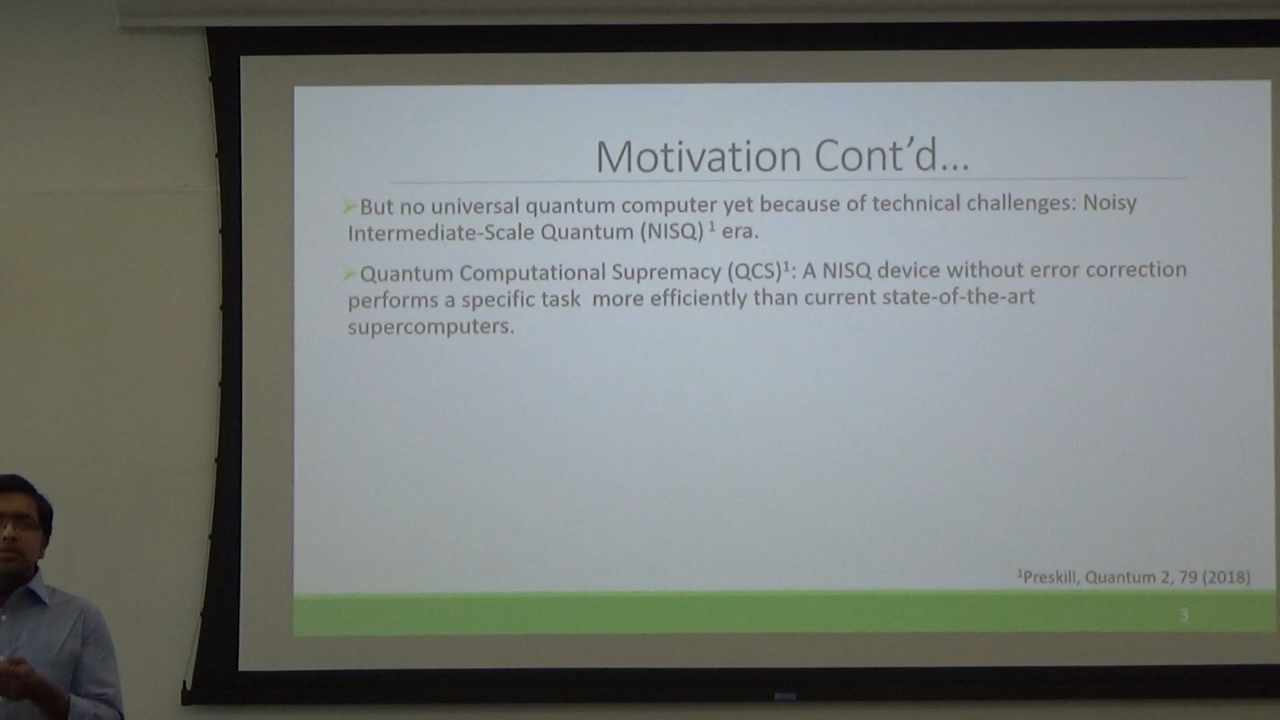 Motivation Cont’d…
➢But no universal quantum computer yet because of technical challenges: Noisy
Intermediate-Scale Quantum (NISQ) ¹ era.
➢Quantum Computational Supremacy (QCS)¹: A NISQ device without error correction
performs a specific task more efficiently than current state-of-the-art
supercomputers.
¹Preskill, Quantum 2, 79 (2018)
3